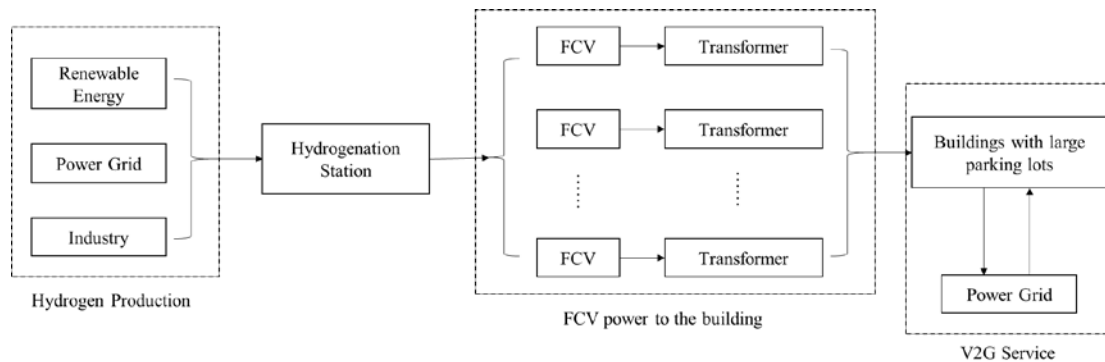 Renewable
Energy
Power Grid
Industry
Hydrogen Production
Hydrogenation
Station
FCV
Transformer
FCV
Transformer
FCV
Transformer
FCV power to the building
Buildings with large
parking lots
Power Grid
V2G Service